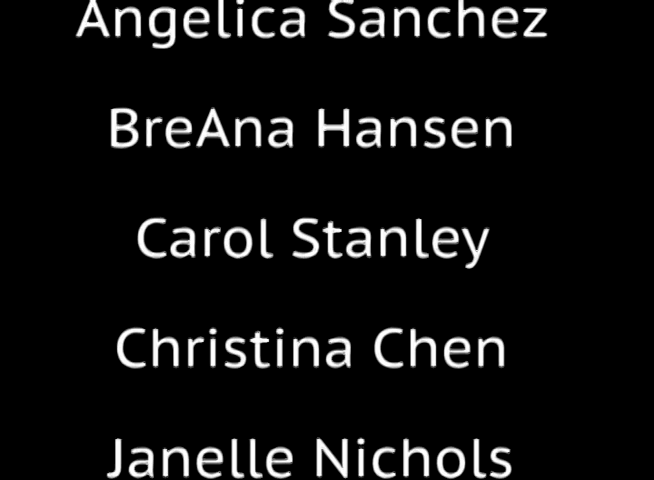 Angelica Sanchez
BreAna Hansen
Carol Stanley
Christina Chen
Janelle Nichols